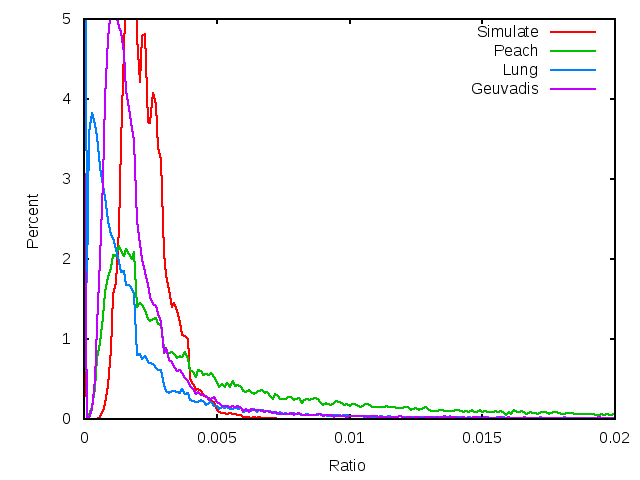 5
4
3
2
1
0
Percent
Simulate
Peach
Lung
Geuvadis
0
0.005
0.01
0.015
0.02
Ratio